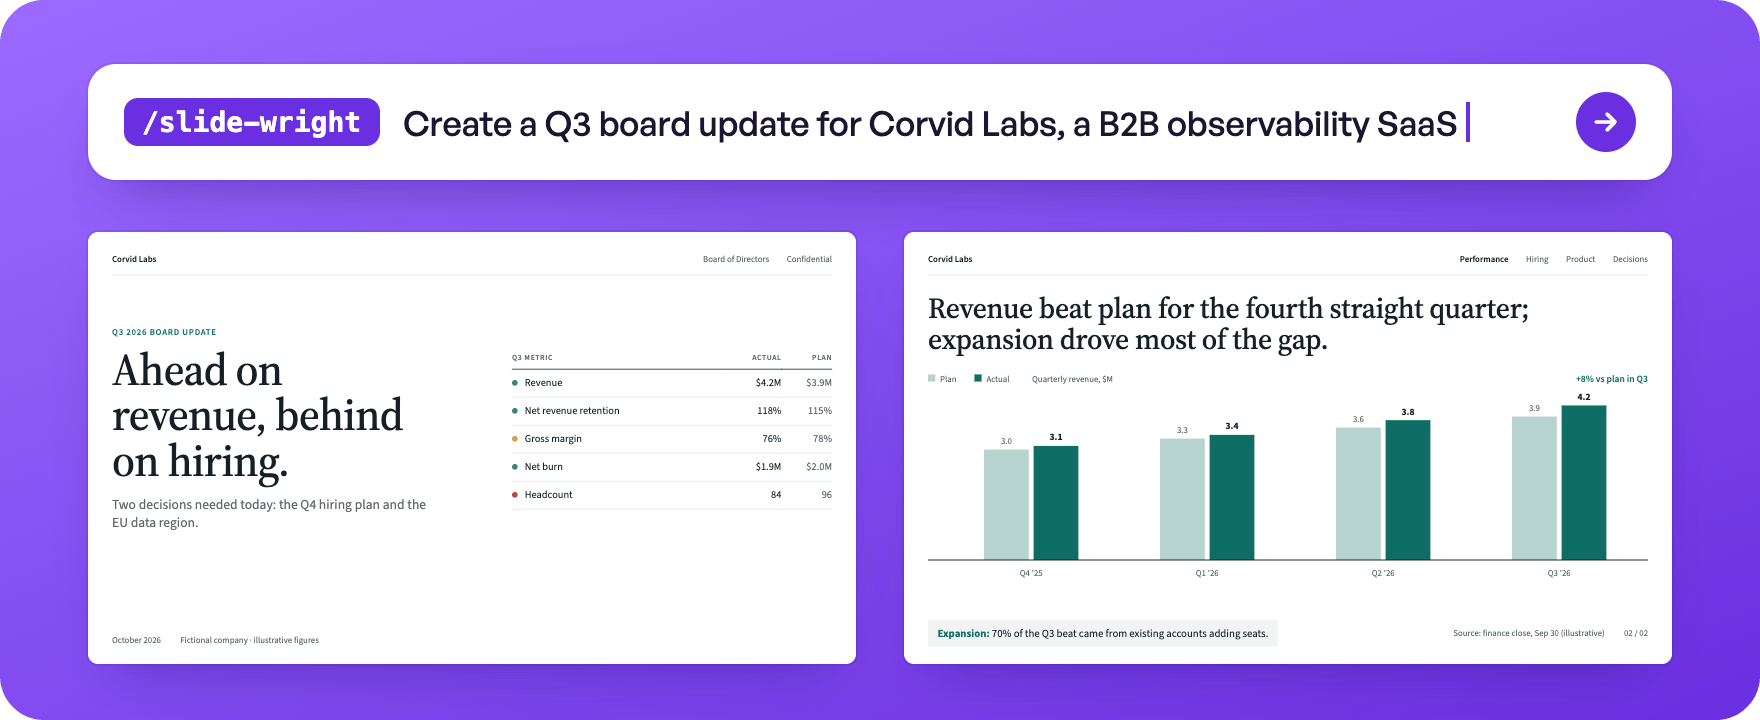 /slide-wright Create a Q3 board update for Corvid Labs, a B2B observability SaaS
Corvid Labs Board of Directors Confidential
Q3 2026 BOARD UPDATE
Ahead on
revenue, behind
on hiring.
Two decisions needed today: the Q4 hiring plan and the
EU data region.
Q3 METRIC ACTUAL PLAN
Revenue $4.2M $3.9M
Net revenue retention 118% 115%
Gross margin 76% 78%
Net burn $1.9M $2.0M
Headcount 84 96
October 2026 Fictional company · illustrative figures
Corvid Labs Performance Hiring Product Decisions
Revenue beat plan for the fourth straight quarter;
expansion drove most of the gap.
Plan Actual Quarterly revenue, $M +8% vs plan in Q3
3.0 3.1 3.3 3.4 3.6 3.8 3.9 4.2
Q4 '25 Q1 '26 Q2 '26 Q3 '26
Expansion: 70% of the Q3 beat came from existing accounts adding seats. Source: finance close, Sep 30 (illustrative) 02 / 02